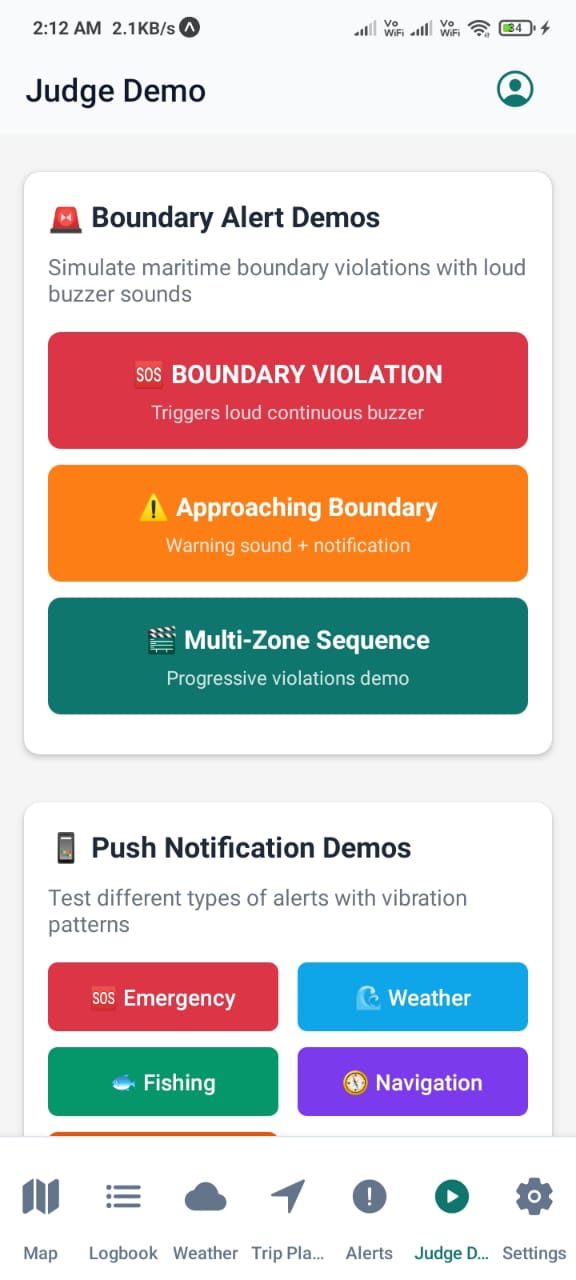 2:12 AM 2.1KB/s
Vo WiFi Vo WiFi 34
Judge Demo
Boundary Alert Demos
Simulate maritime boundary violations with loud
buzzer sounds
SOS BOUNDARY VIOLATION
Triggers loud continuous buzzer
Approaching Boundary
Warning sound + notification
Multi-Zone Sequence
Progressive violations demo
Push Notification Demos
Test different types of alerts with vibration
patterns
SOS Emergency
Weather
Fishing
Navigation
Map
Logbook
Weather
Trip Pla...
Alerts
Judge D...
Settings